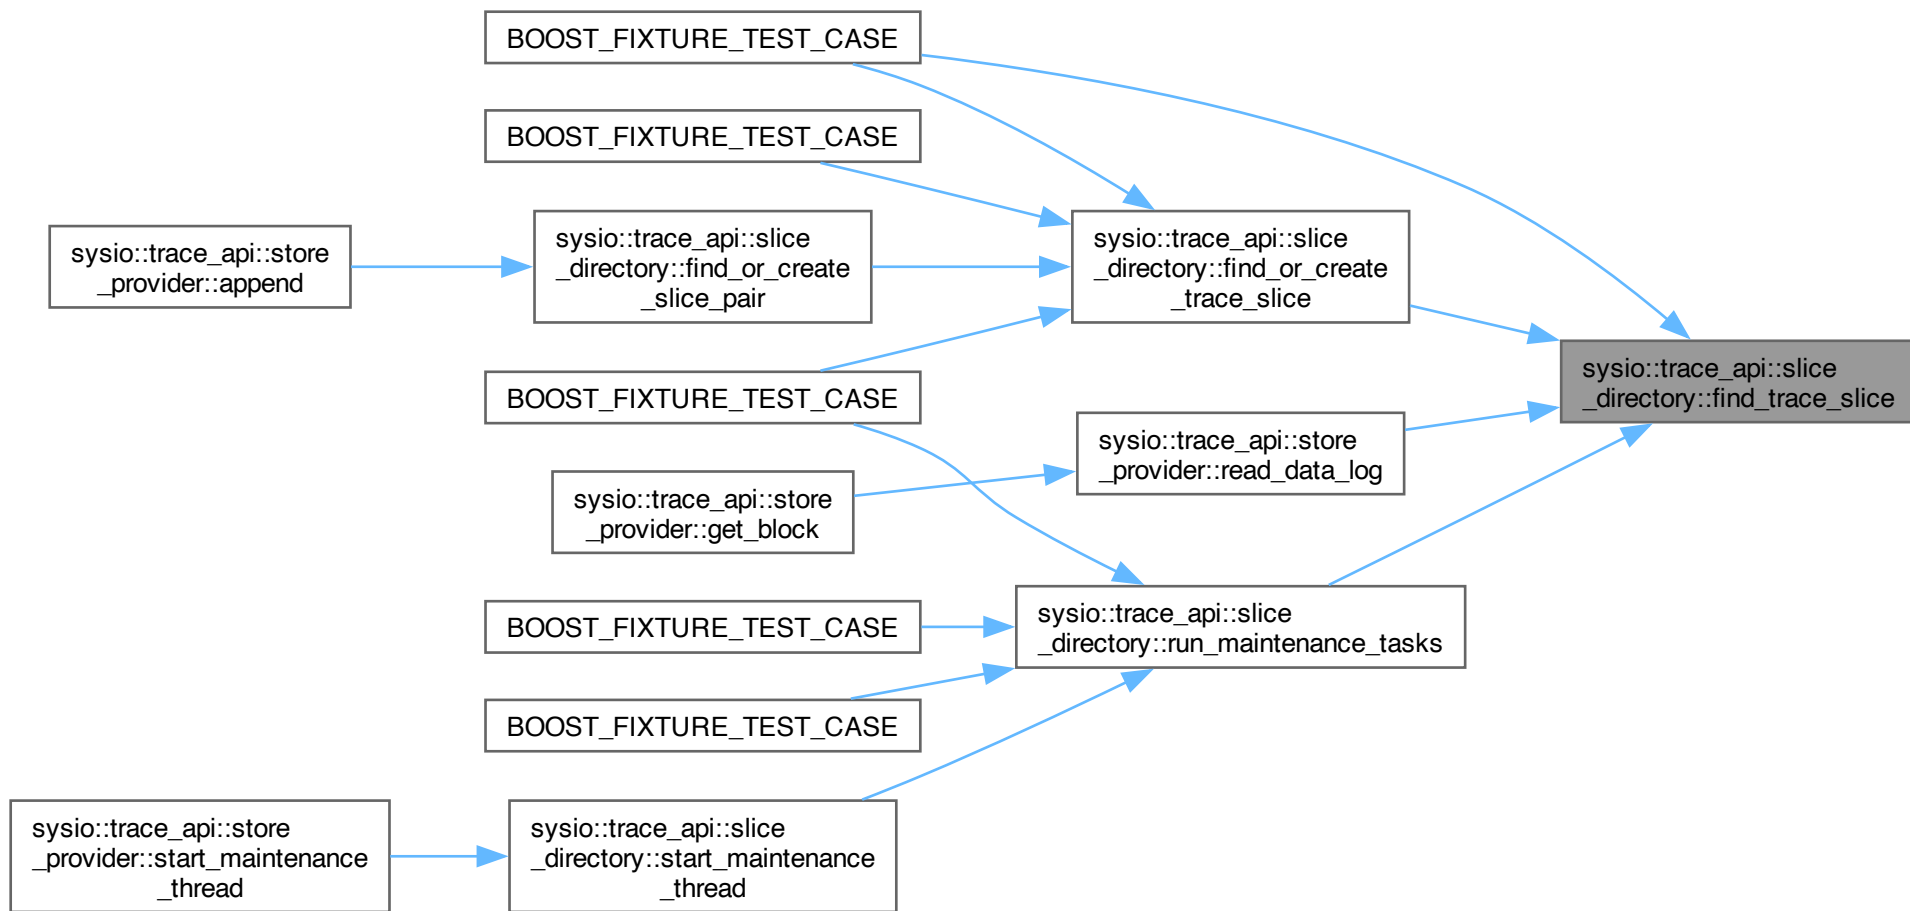 BOOST_FIXTURE_TEST_CASE
BOOST_FIXTURE_TEST_CASE
sysio::trace_api::store
_provider::append
sysio::trace_api::slice
_directory::find_or_create
_slice_pair
sysio::trace_api::slice
_directory::find_or_create
_trace_slice
sysio::trace_api::slice
_directory::find_trace_slice
BOOST_FIXTURE_TEST_CASE
sysio::trace_api::store
_provider::read_data_log
sysio::trace_api::store
_provider::get_block
BOOST_FIXTURE_TEST_CASE
sysio::trace_api::slice
_directory::run_maintenance_tasks
BOOST_FIXTURE_TEST_CASE
sysio::trace_api::store
_provider::start_maintenance
_thread
sysio::trace_api::slice
_directory::start_maintenance
_thread